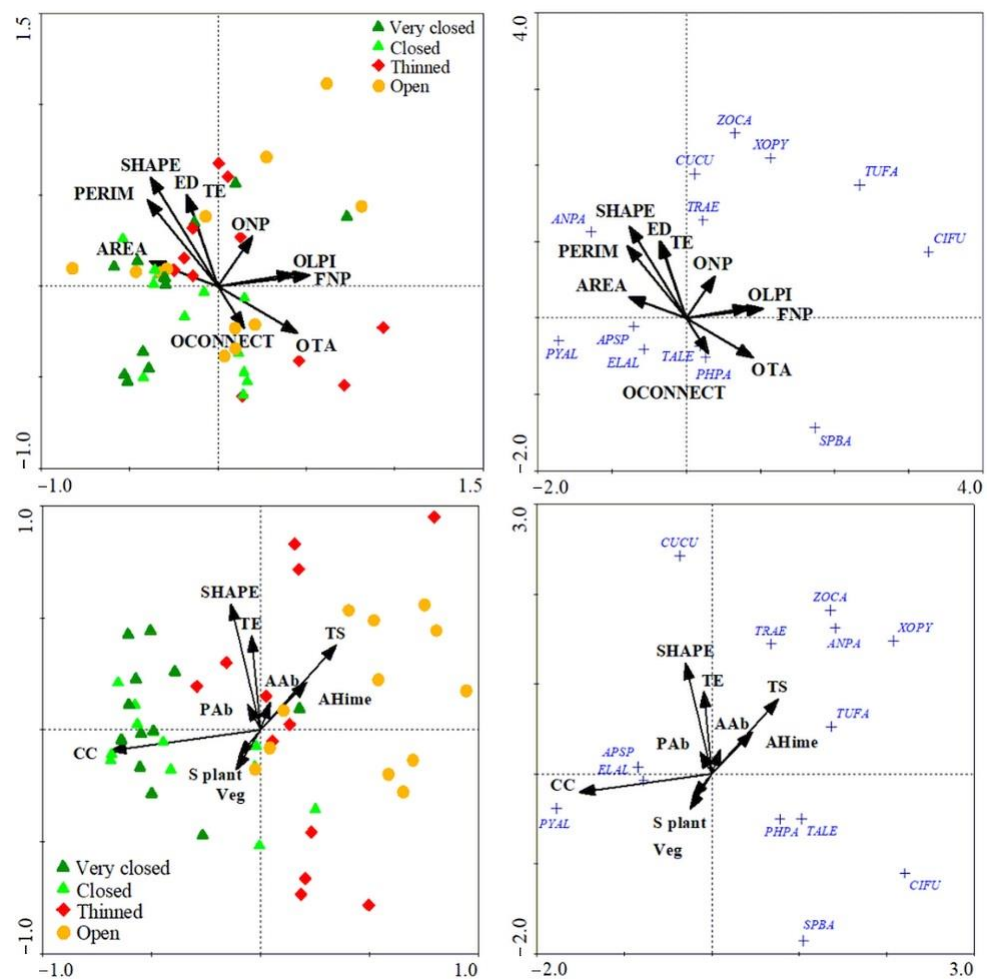 1.5
Very closed
Closed
Thinned
Open
SHAPE
PERIM
ED
TE
ONP
AREA
OLPI
FNP
OCONNECT
OTA
-1.0
-1.0
1.5
4.0
ZOCA
XOPY
CUCU
TUFA
TRAE
ANPA
SHAPE
ED
TE
CIFU
PERIM
ONP
AREA
OLPI
FNP
APSP
PYAL
ELAL
TALE
PHPA
OTA
OCONNECT
SPBA
-2.0
-2.0
4.0
1.0
SHAPE
TE
TS
AAb
AHime
PAb
CC
S plant
Veg
Very closed
Closed
Thinned
Open
-1.0
-1.0
1.0
3.0
CUCU
ZOCA
TRAE
ANPA
XOPY
SHAPE
TE
TS
TUFA
AAb
AHime
PAb
APSP
ELAL
CC
PYAL
S plant
PHPA
TALE
Veg
CIFU
SPBA
-2.0
-2.0
3.0